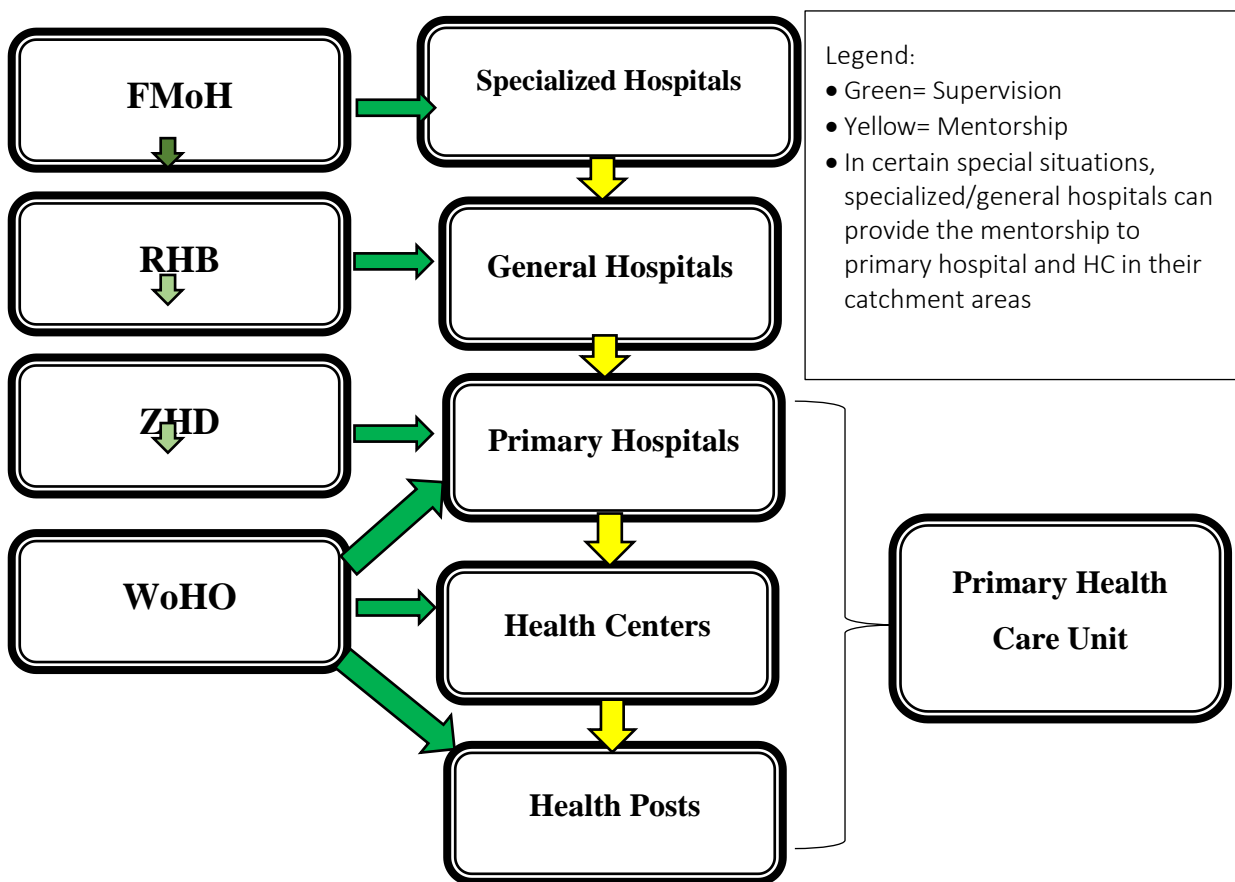 FMoH
Specialized Hospitals
RHB
General Hospitals
ZHD
Primary Hospitals
WoHO
Health Centers
Health Posts
Primary Health
Care Unit
Legend:
• Green= Supervision
• Yellow= Mentorship
• In certain special situations,
specialized/general hospitals can
provide the mentorship to
primary hospital and HC in their
catchment areas